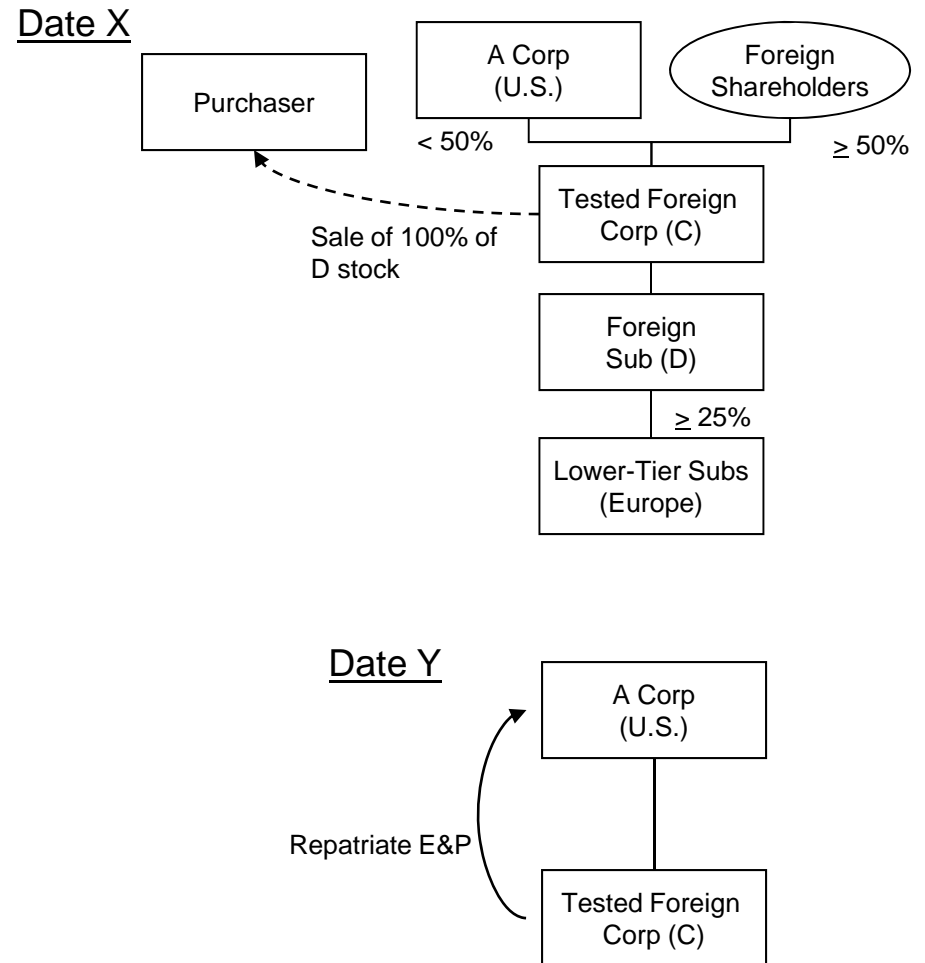 Date X
Purchaser
A Corp
(U.S.)
Foreign
Shareholders
< 50%
≥ 50%
Tested Foreign
Corp (C)
Sale of 100% of
D stock
Foreign
Sub (D)
≥ 25%
Lower-Tier Subs
(Europe)
Date Y
A Corp
(U.S.)
Repatriate E&P
Tested Foreign
Corp (C)